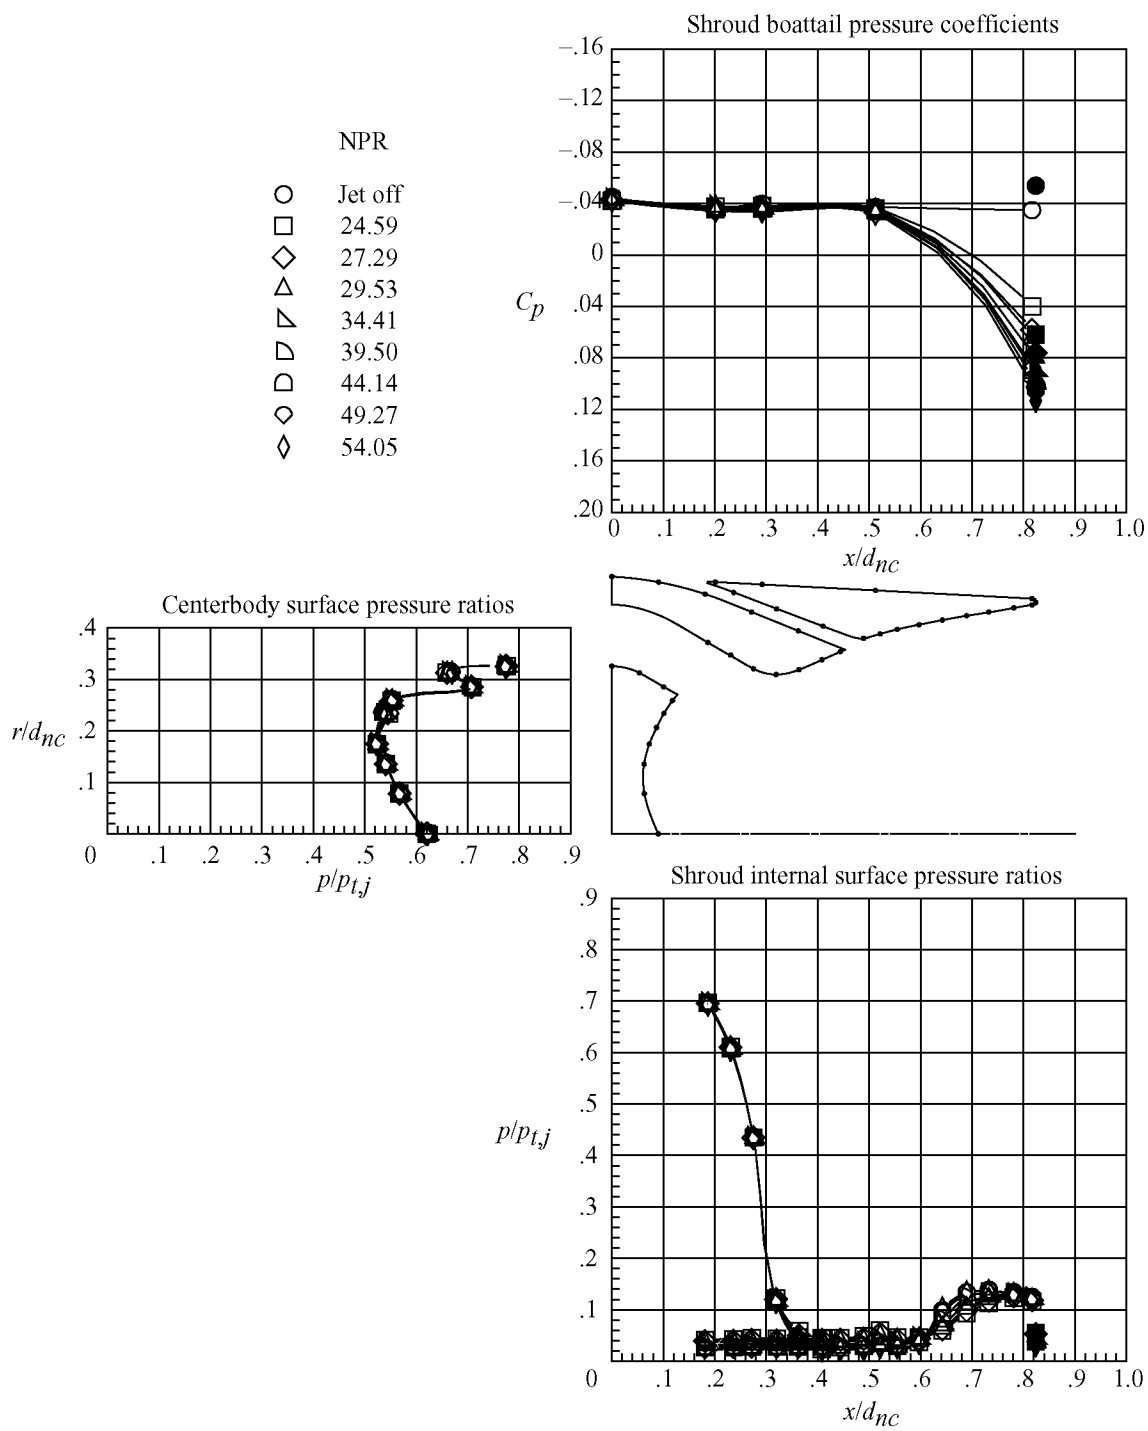 Shroud boattail pressure coefficients
–.16
–.12
–.08
–.04
0
.04
.08
.12
.16
.20
C_p
0 .1 .2 .3 .4 .5 .6 .7 .8 .9 1.0
x/d_nc
NPR
Jet off
24.59
27.29
29.53
34.41
39.50
44.14
49.27
54.05
Centerbody surface pressure ratios
.4
.3
.2
.1
r/d_nc
0 .1 .2 .3 .4 .5 .6 .7 .8 .9
p/p_t,j
Shroud internal surface pressure ratios
.9
.8
.7
.6
.5
.4
.3
.2
.1
p/p_t,j
0 .1 .2 .3 .4 .5 .6 .7 .8 .9 1.0
x/d_nc